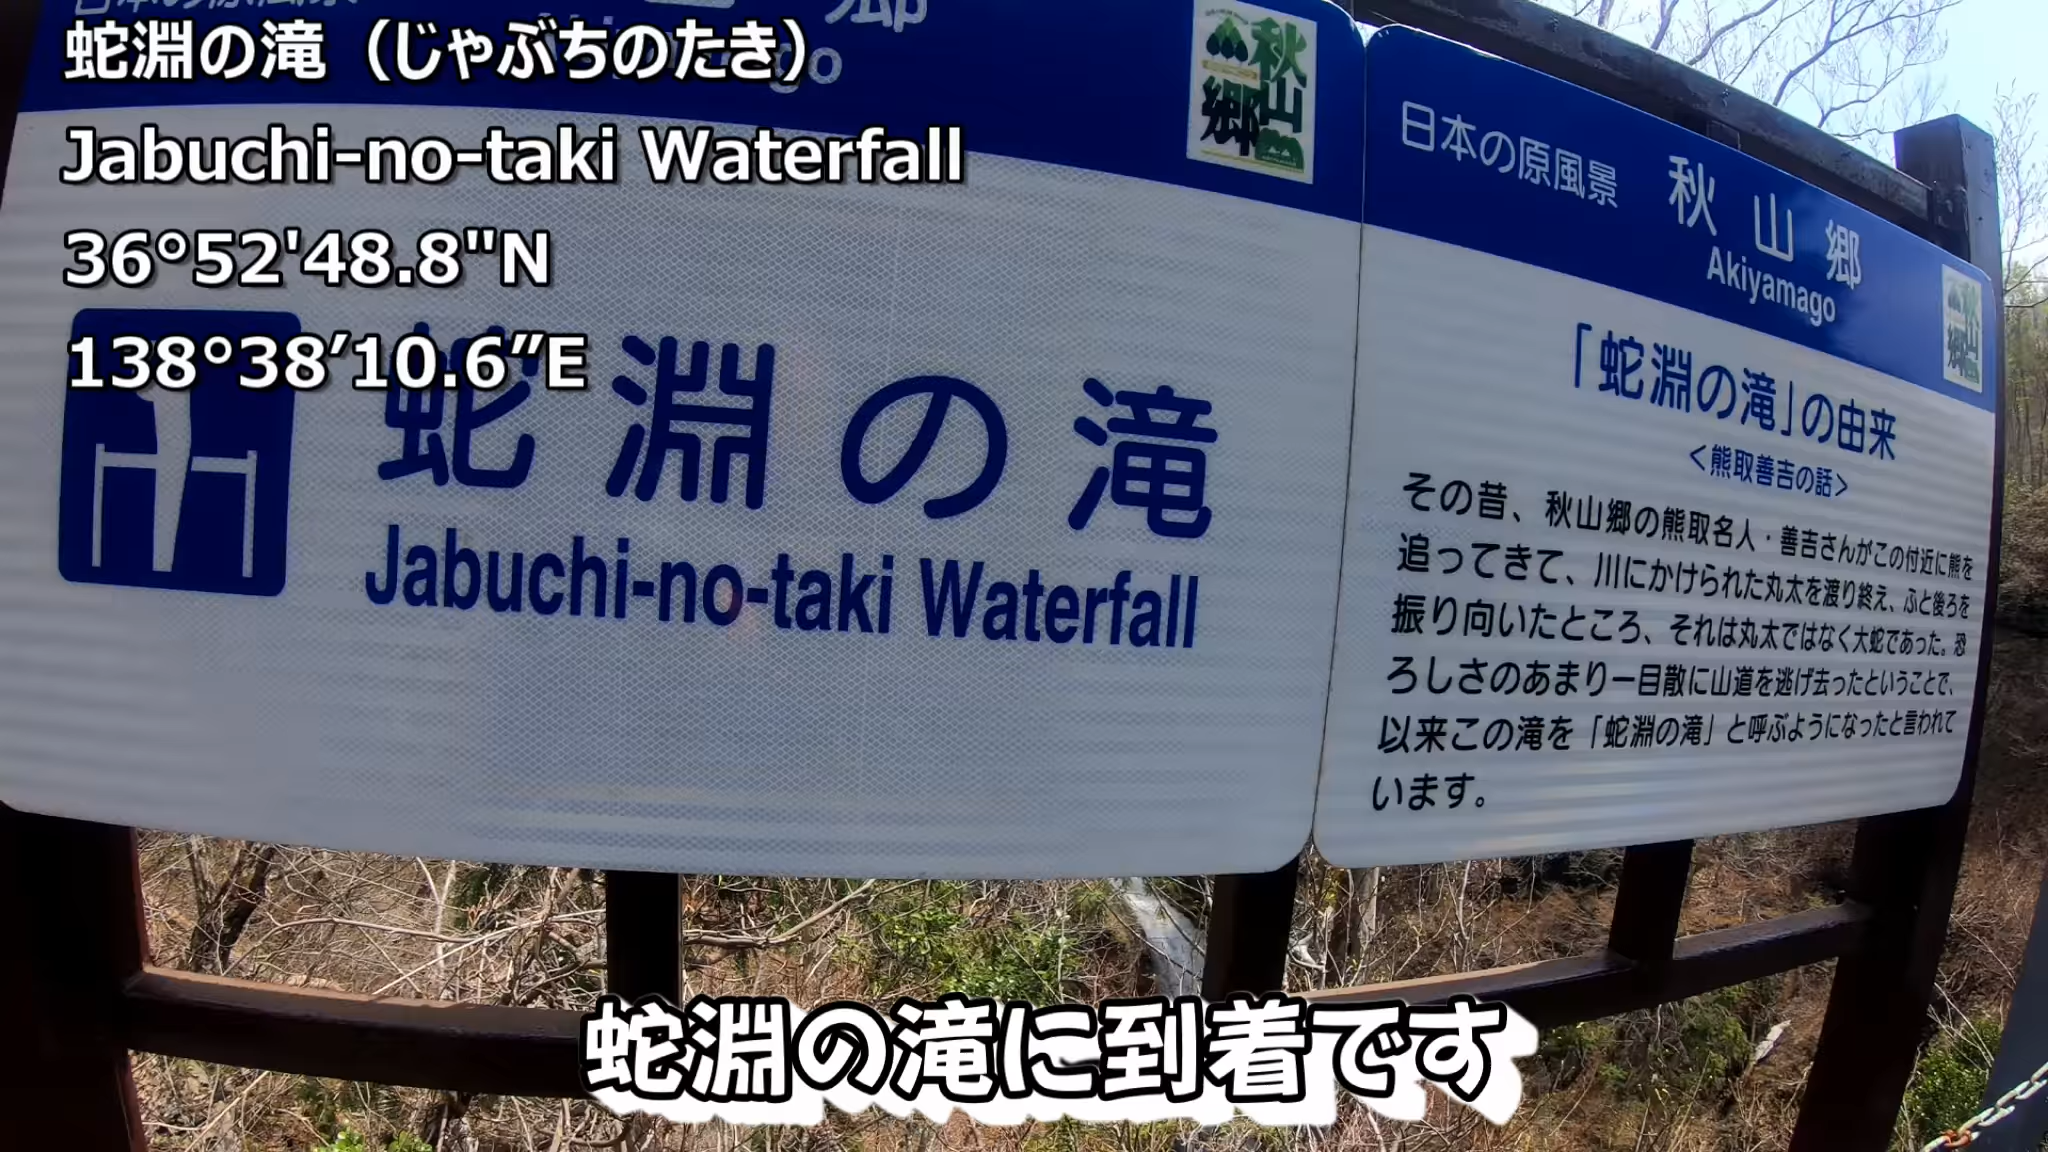 蛇淵の滝（じゃぶちのたき）
Jabuchi-no-taki Waterfall
36°52'48.8"N
138°38′10.6″E
秋山郷
蛇淵の滝
Jabuchi-no-taki Waterfall
日本の原風景 秋山郷
Akiyamago
秋山郷
「蛇淵の滝」の由来
＜熊取善吉の話＞
その昔、秋山郷の熊取名人・善吉さんがこの付近に熊を
追ってきて、川にかけられた丸太を渡り終え、ふと後ろを
振り向いたところ、それは丸太ではなく大蛇であった。恐
ろしさのあまり一目散に山道を逃げ去ったということで、
以来この滝を「蛇淵の滝」と呼ぶようになったと言われて
います。
蛇淵の滝に到着です